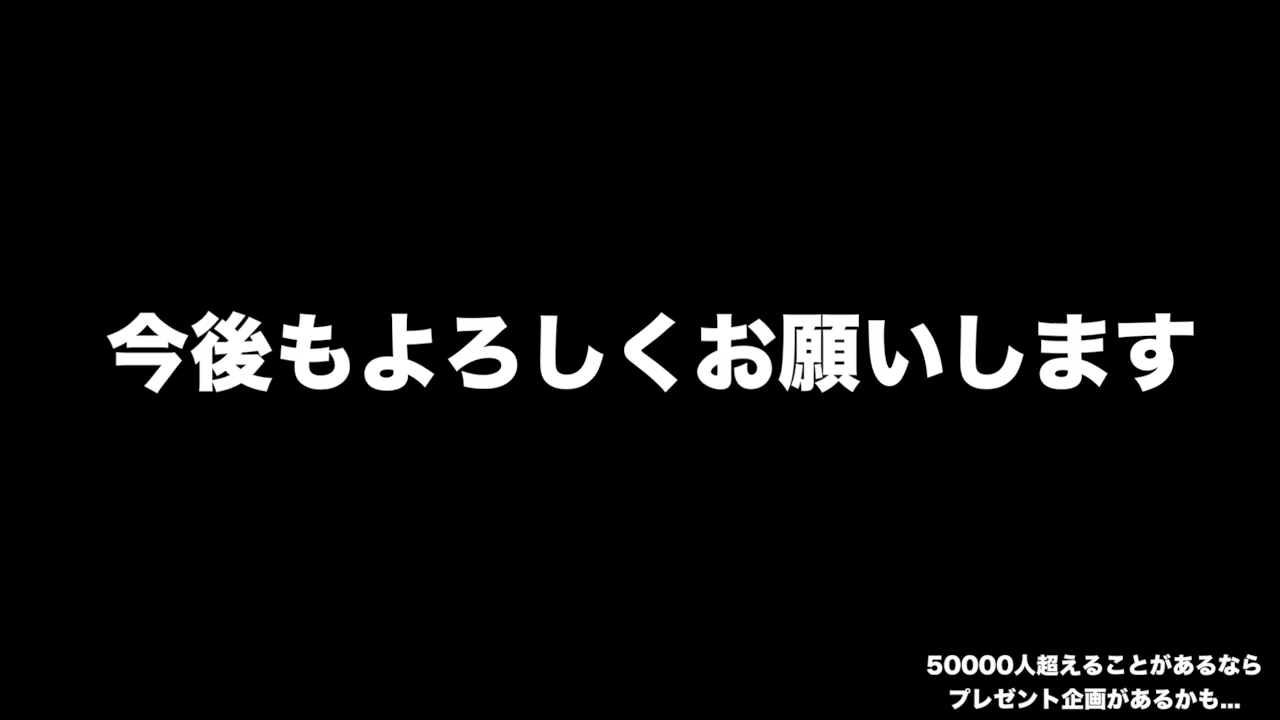 今後もよろしくお願いします
50000人超えることがあるなら
プレゼント企画があるかも...